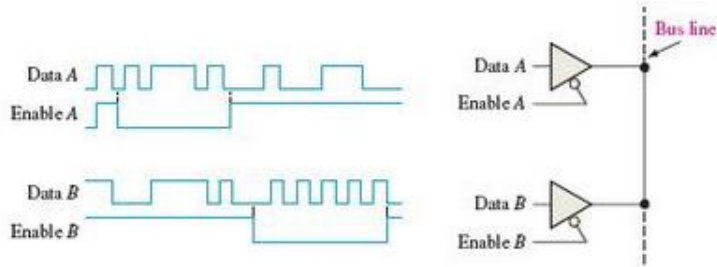 Data A
Enable A
Data B
Enable B
Bus line
Data A
Enable A
Data B
Enable B